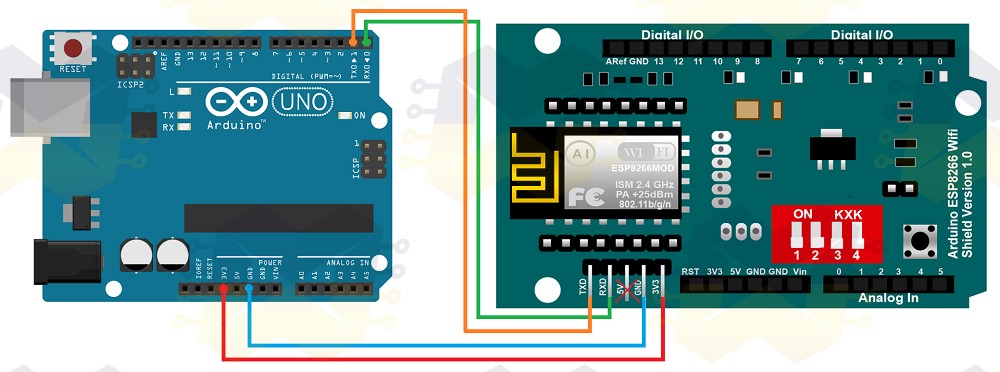 RESET
ICSP2
AREF
GND
13
12
~11
~10
~9
8
7
~6
~5
4
~3
2
TX0 ▶ 1
RX0 ◀ 0
DIGITAL (PWM=~)
L
TX
RX
Arduino™
UNO
ON
ICSP
1
POWER
ANALOG IN
IOREF
RESET
3V3
5V
GND
GND
VIN
A0
A1
A2
A3
A4
A5
Digital I/O
Digital I/O
ARef GND 13 12 11 10 9 8
7 6 5 4 3 2 1 0
AI
WI FI
ESP8266MOD
ISM 2.4 GHz
PA +25dBm
802.11b/g/n
FC
ON KXK
1 2 3 4
Arduino ESP8266 Wifi
Shield Version 1.0
TXD
RXD
5V
GND
3V3
RST 3V3 5V GND GND Vin
0 1 2 3 4 5
Analog In